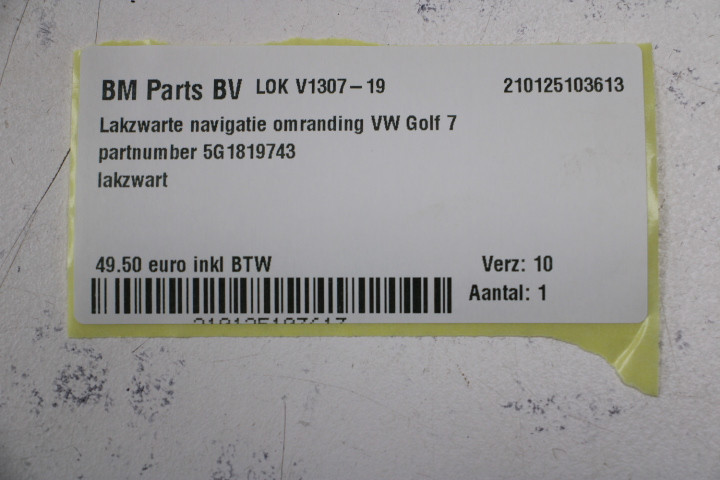 BM Parts BV LOK V1307-19 210125103613
Lakzwarte navigatie omranding VW Golf 7
partnumber 5G1819743
lakzwart
49.50 euro inkl BTW Verz: 10
Aantal: 1